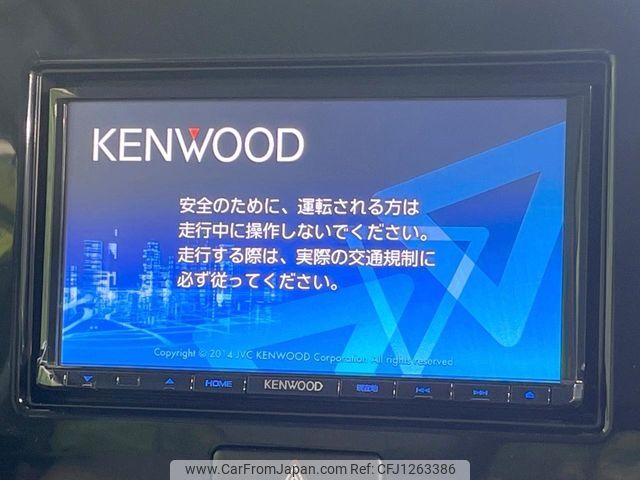 KENWOOD
安全のために、運転される方は
走行中に操作しないでください。
走行する際は、実際の交通規制に
必ず従ってください。
Copyright © 2014 JVC KENWOOD Corporation. All rights reserved
HOME KENWOOD 現在地
www.CarFromJapan.com | CFJ1263386